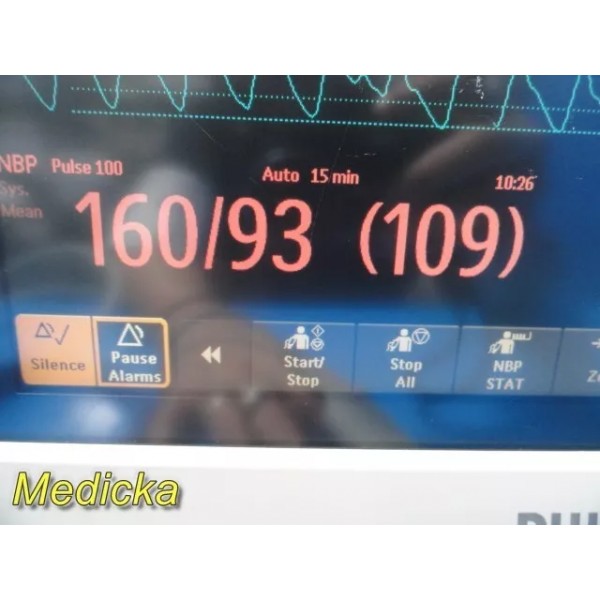 NBP Pulse 100 Auto 15 min 10:26
Sys.
Mean
160/93 (109)
Silence
Pause
Alarms
Start/
Stop
Stop
All
NBP
STAT
Medicka